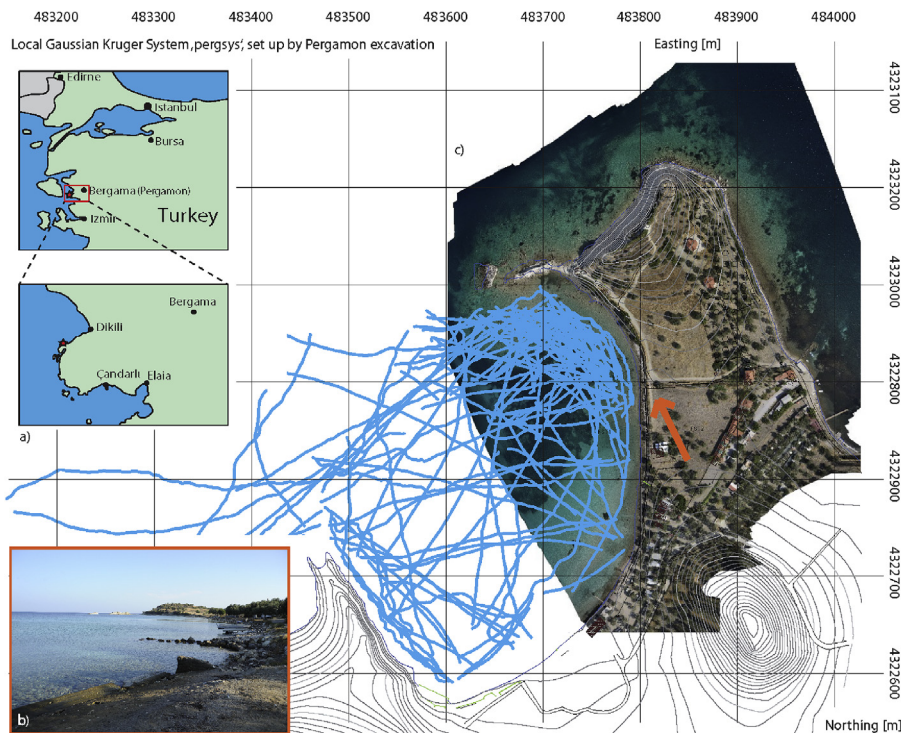 483200 483300 483400 483500 483600 483700 483800 483900 484000
Local Gaussian Kruger System ‚pergsys‘, set up by Pergamon excavation
Easting [m]
Edirne
Istanbul
Bursa
Bergama (Pergamon)
Izmir
Turkey
Bergama
Dikili
Çandarlı
Elaia
a)
b)
c)
4323100
4323200
4323000
4322800
4322900
4322700
4322600
Northing [m]